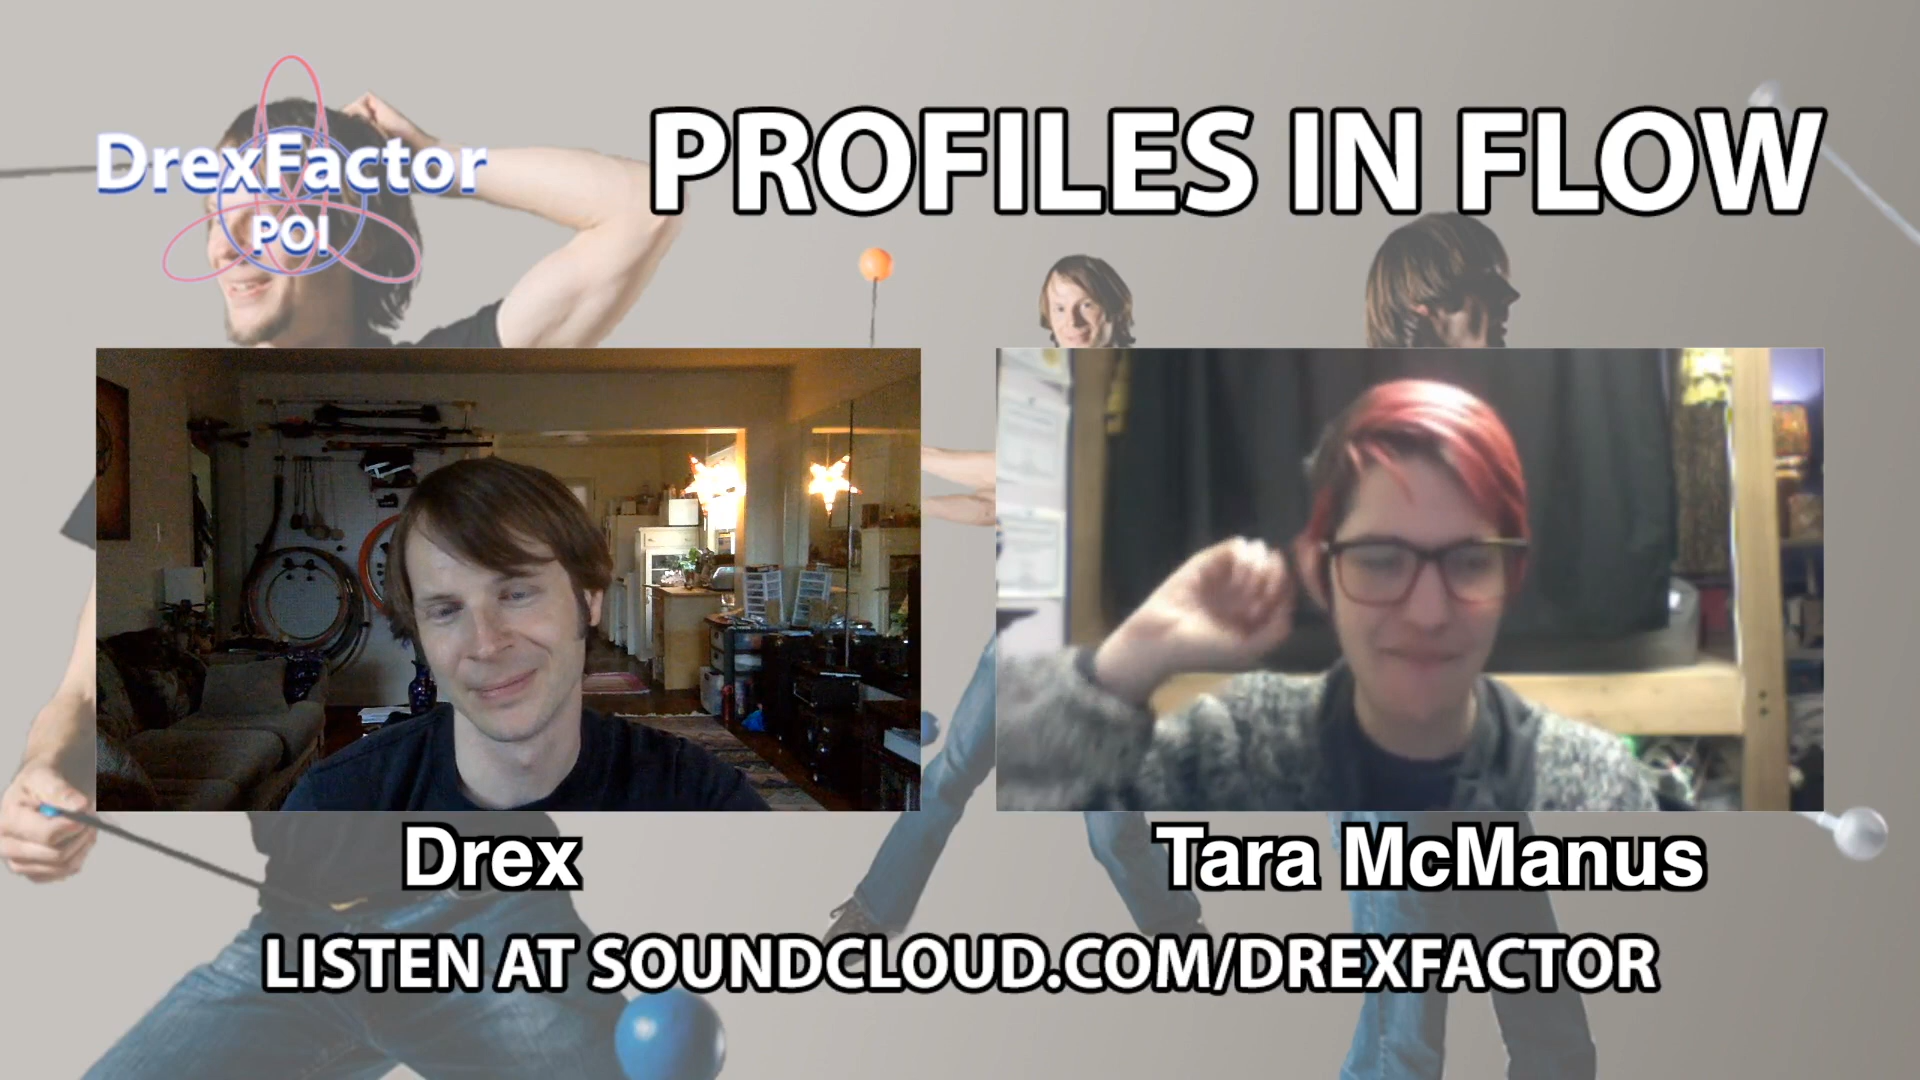 DrexFactor
POI
PROFILES IN FLOW
Drex
Tara McManus
LISTEN AT SOUNDCLOUD.COM/DREXFACTOR